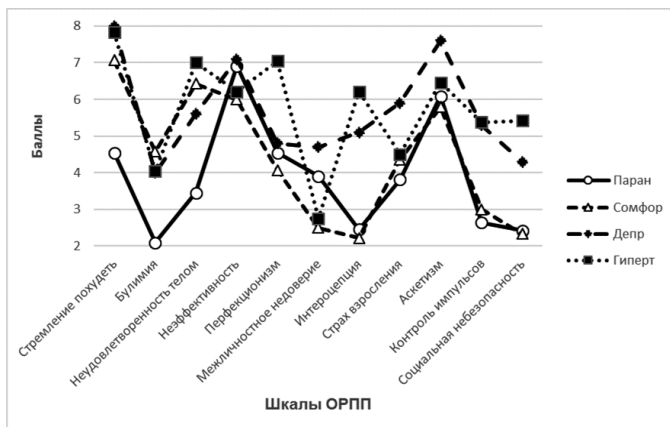 8
7
6
5
4
3
2
Баллы
Стремление похудеть
Булимия
Неудовлетворенность телом
Неэффективность
Перфекционизм
Межличностное недоверие
Интероцепция
Страх взросления
Аскетизм
Контроль импульсов
Социальная небезопасность
Шкалы ОРПП
Паран
Сомфор
Депр
Гиперт